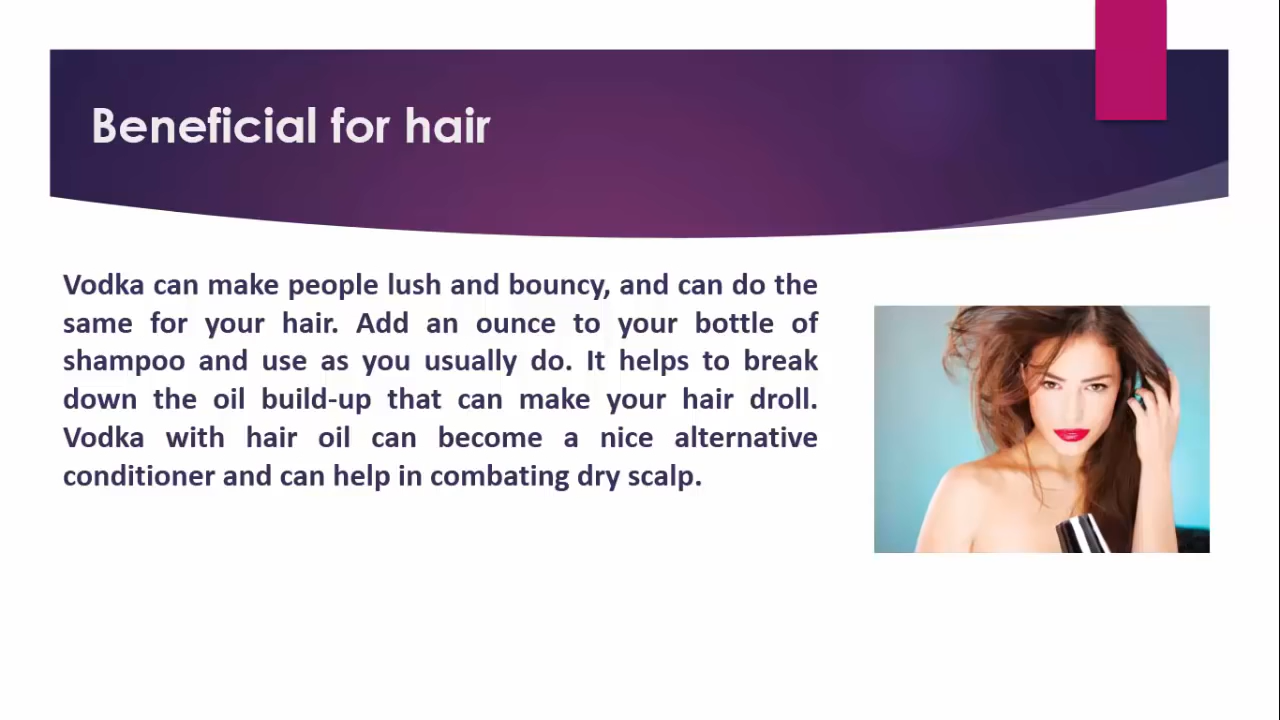 Beneficial for hair
Vodka can make people lush and bouncy, and can do the
same for your hair. Add an ounce to your bottle of
shampoo and use as you usually do. It helps to break
down the oil build-up that can make your hair droll.
Vodka with hair oil can become a nice alternative
conditioner and can help in combating dry scalp.